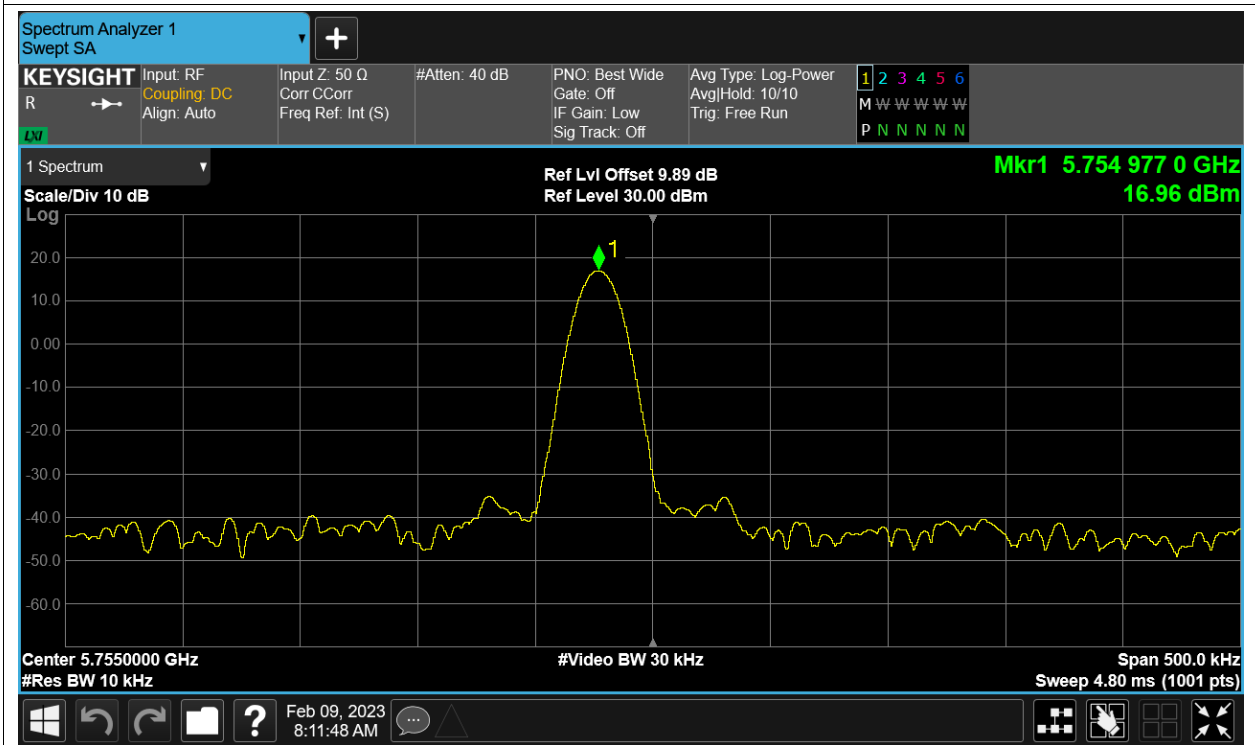 Spectrum Analyzer 1
Swept SA
KEYSIGHT Input: RF Input Z: 50 Ω #Atten: 40 dB PNO: Best Wide Avg Type: Log-Power 1 2 3 4 5 6
R Coupling: DC Corr CCorr Gate: Off Avg|Hold: 10/10 M W W W W W
Align: Auto Freq Ref: Int (S) IF Gain: Low Trig: Free Run
LXI Sig Track: Off P N N N N N
1 Spectrum Ref Lvl Offset 9.89 dB Mkr1 5.754 977 0 GHz
Scale/Div 10 dB Ref Level 30.00 dBm 16.96 dBm
Log
1
20.0
10.0
0.00
-10.0
-20.0
-30.0
-40.0
-50.0
-60.0
Center 5.7550000 GHz #Video BW 30 kHz Span 500.0 kHz
#Res BW 10 kHz Sweep 4.80 ms (1001 pts)
? Feb 09, 2023
8:11:48 AM